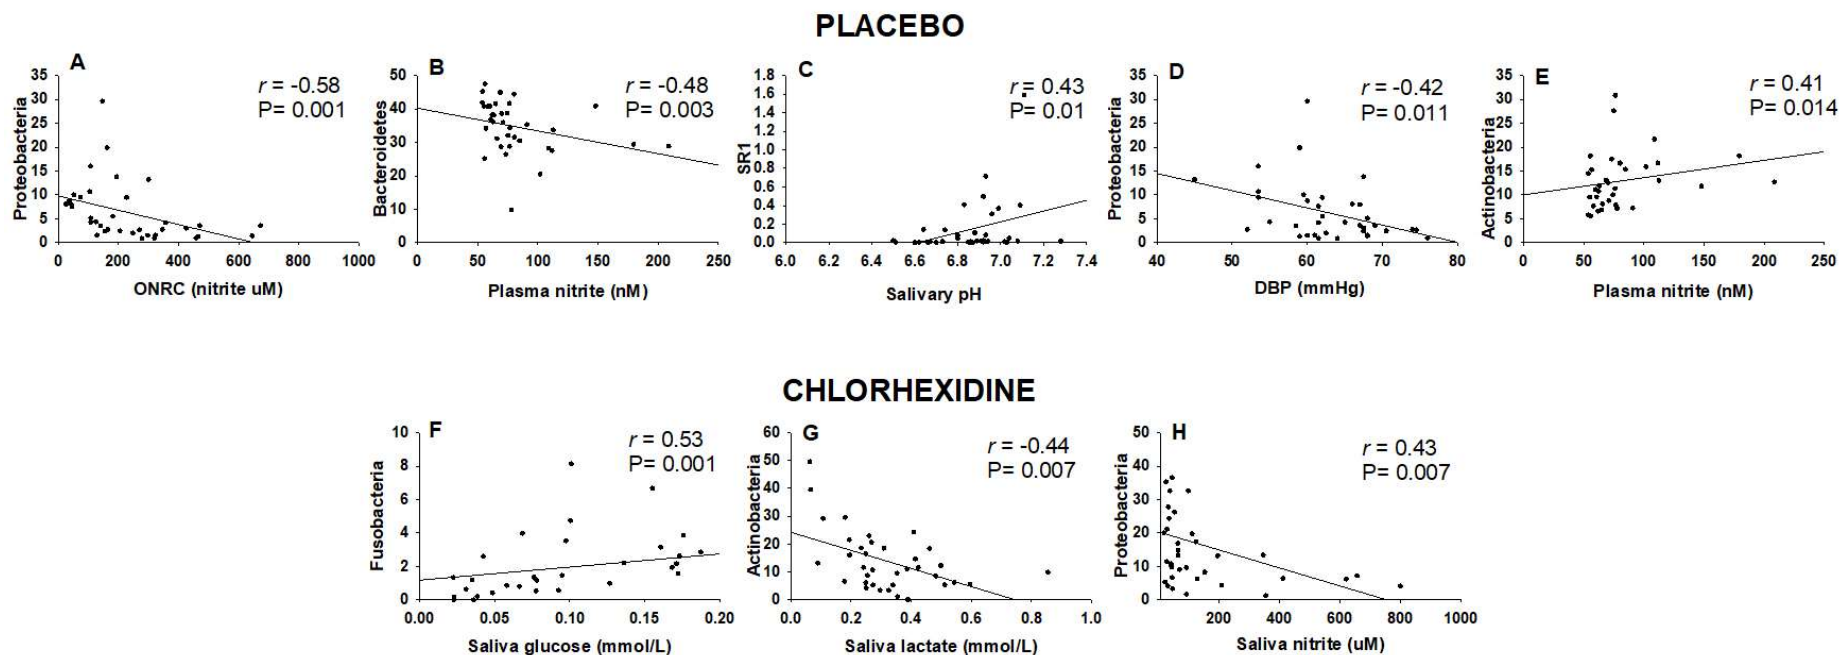 PLACEBO
A
r = -0.58
P= 0.001
Proteobacteria
35
30
25
20
15
10
5
0
0 200 400 600 800 1000
ONRC (nitrite uM)
B
r = -0.48
P= 0.003
Bacteroidetes
50
40
30
20
10
0
0 50 100 150 200 250
Plasma nitrite (nM)
C
r = 0.43
P= 0.01
SR1
1.8
1.6
1.4
1.2
1.0
0.8
0.6
0.4
0.2
0.0
6.0 6.2 6.4 6.6 6.8 7.0 7.2 7.4
Salivary pH
D
r = -0.42
P= 0.011
Proteobacteria
35
30
25
20
15
10
5
0
40 50 60 70 80
DBP (mmHg)
E
r = 0.41
P= 0.014
Actinobacteria
35
30
25
20
15
10
5
0
0 50 100 150 200 250
Plasma nitrite (nM)
CHLORHEXIDINE
F
r = 0.53
P= 0.001
Fusobacteria
10
8
6
4
2
0
0.00 0.05 0.10 0.15 0.20
Saliva glucose (mmol/L)
G
r = -0.44
P= 0.007
Actinobacteria
60
50
40
30
20
10
0
0.0 0.2 0.4 0.6 0.8 1.0
Saliva lactate (mmol/L)
H
r = 0.43
P= 0.007
Proteobacteria
50
40
30
20
10
0
200 400 600 800 1000
Saliva nitrite (uM)